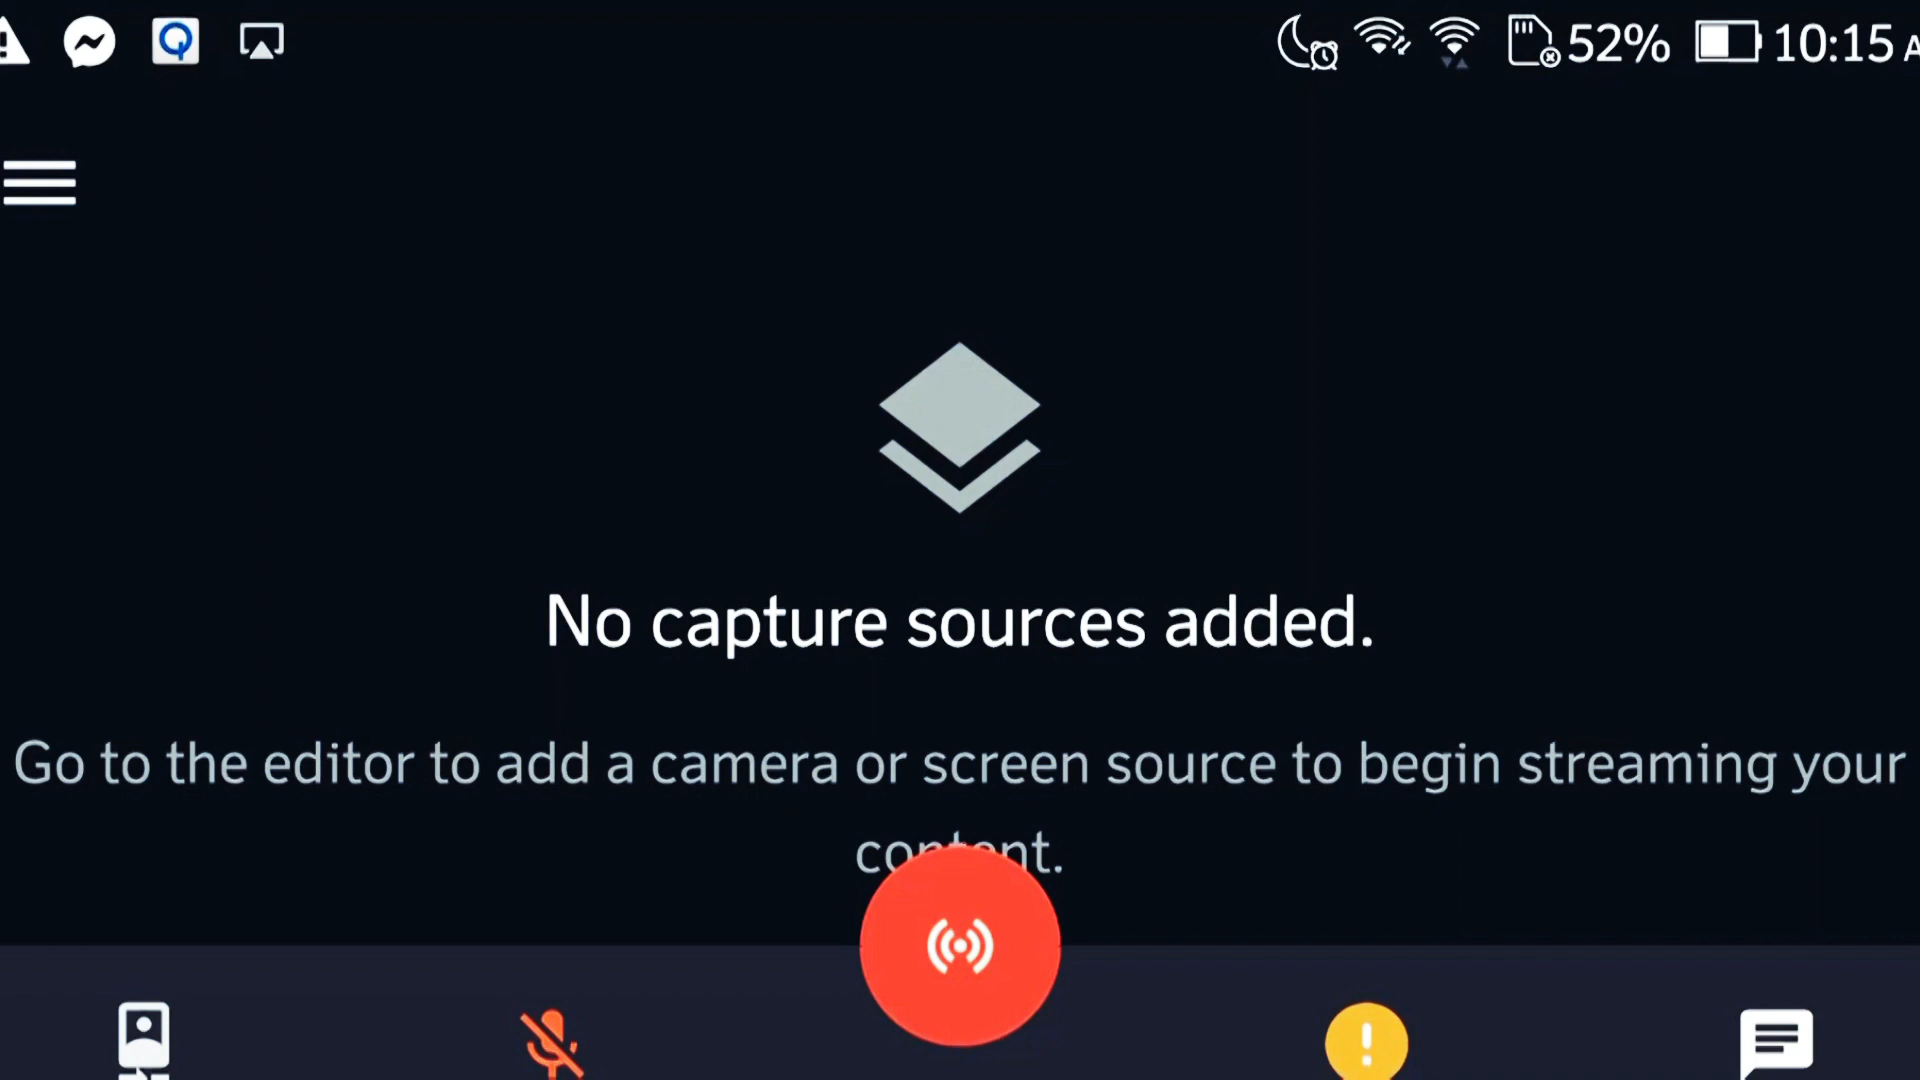 52% 10:15 A
No capture sources added.
Go to the editor to add a camera or screen source to begin streaming your
content.